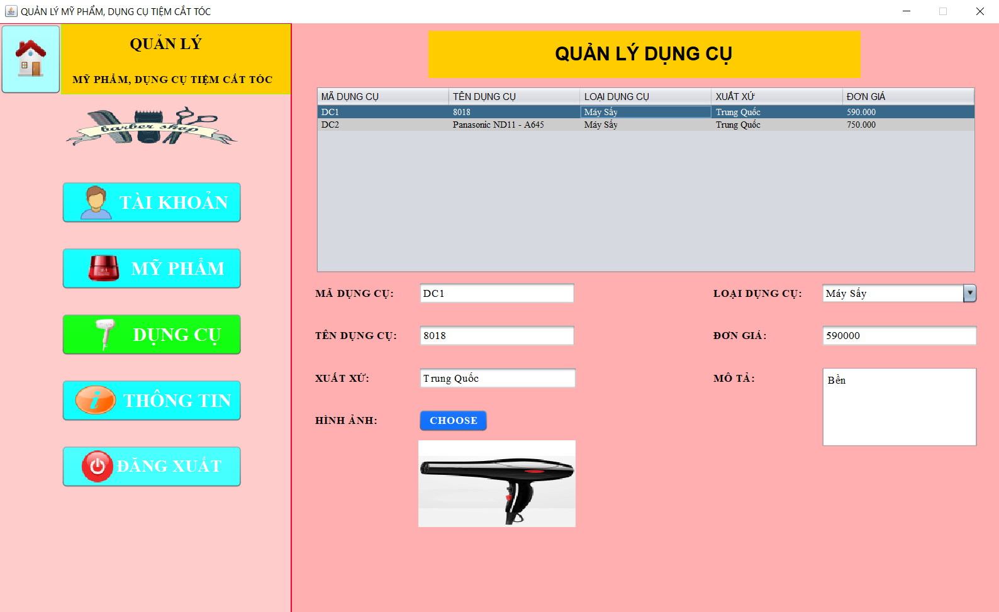 QUẢN LÝ MỸ PHẨM, DỤNG CỤ TIỆM CẮT TÓC
QUẢN LÝ
MỸ PHẨM, DỤNG CỤ TIỆM CẮT TÓC
barber shop
TÀI KHOẢN
MỸ PHẨM
DỤNG CỤ
THÔNG TIN
ĐĂNG XUẤT
QUẢN LÝ DỤNG CỤ
MÃ DỤNG CỤ TÊN DỤNG CỤ LOẠI DỤNG CỤ XUẤT XỨ ĐƠN GIÁ
DC1 8018 Máy Sấy Trung Quốc 590.000
DC2 Panasonic ND11 - A645 Máy Sấy Trung Quốc 750.000
MÃ DỤNG CỤ: DC1 LOẠI DỤNG CỤ: Máy Sấy
TÊN DỤNG CỤ: 8018 ĐƠN GIÁ: 590000
XUẤT XỨ: Trung Quốc MÔ TẢ: Bền
HÌNH ẢNH: CHOOSE